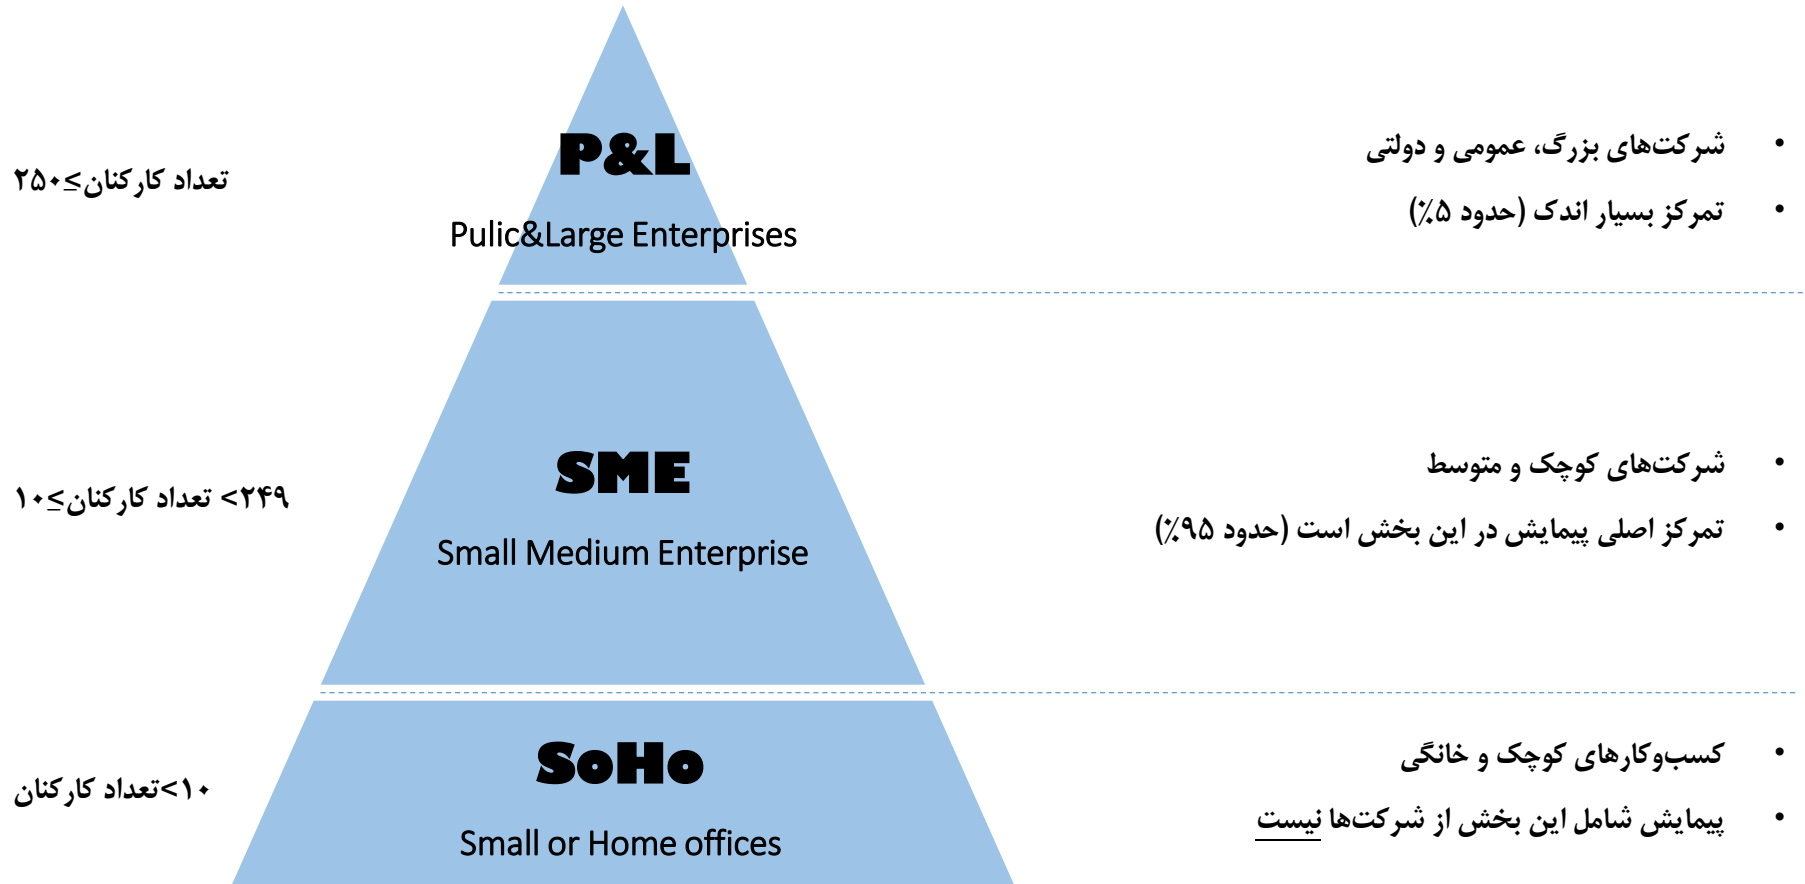 P&L
Pulic&Large Enterprises
تعداد کارکنان≥۲۵۰
• شرکت‌های بزرگ، عمومی و دولتی
• تمرکز بسیار اندک (حدود ۵٪)
SME
Small Medium Enterprise
۲۴۹> تعداد کارکنان≥۱۰
• شرکت‌های کوچک و متوسط
• تمرکز اصلی پیمایش در این بخش است (حدود ۹۵٪)
SoHo
Small or Home offices
۱۰>تعداد کارکنان
• کسب‌وکارهای کوچک و خانگی
• پیمایش شامل این بخش از شرکت‌ها نیست